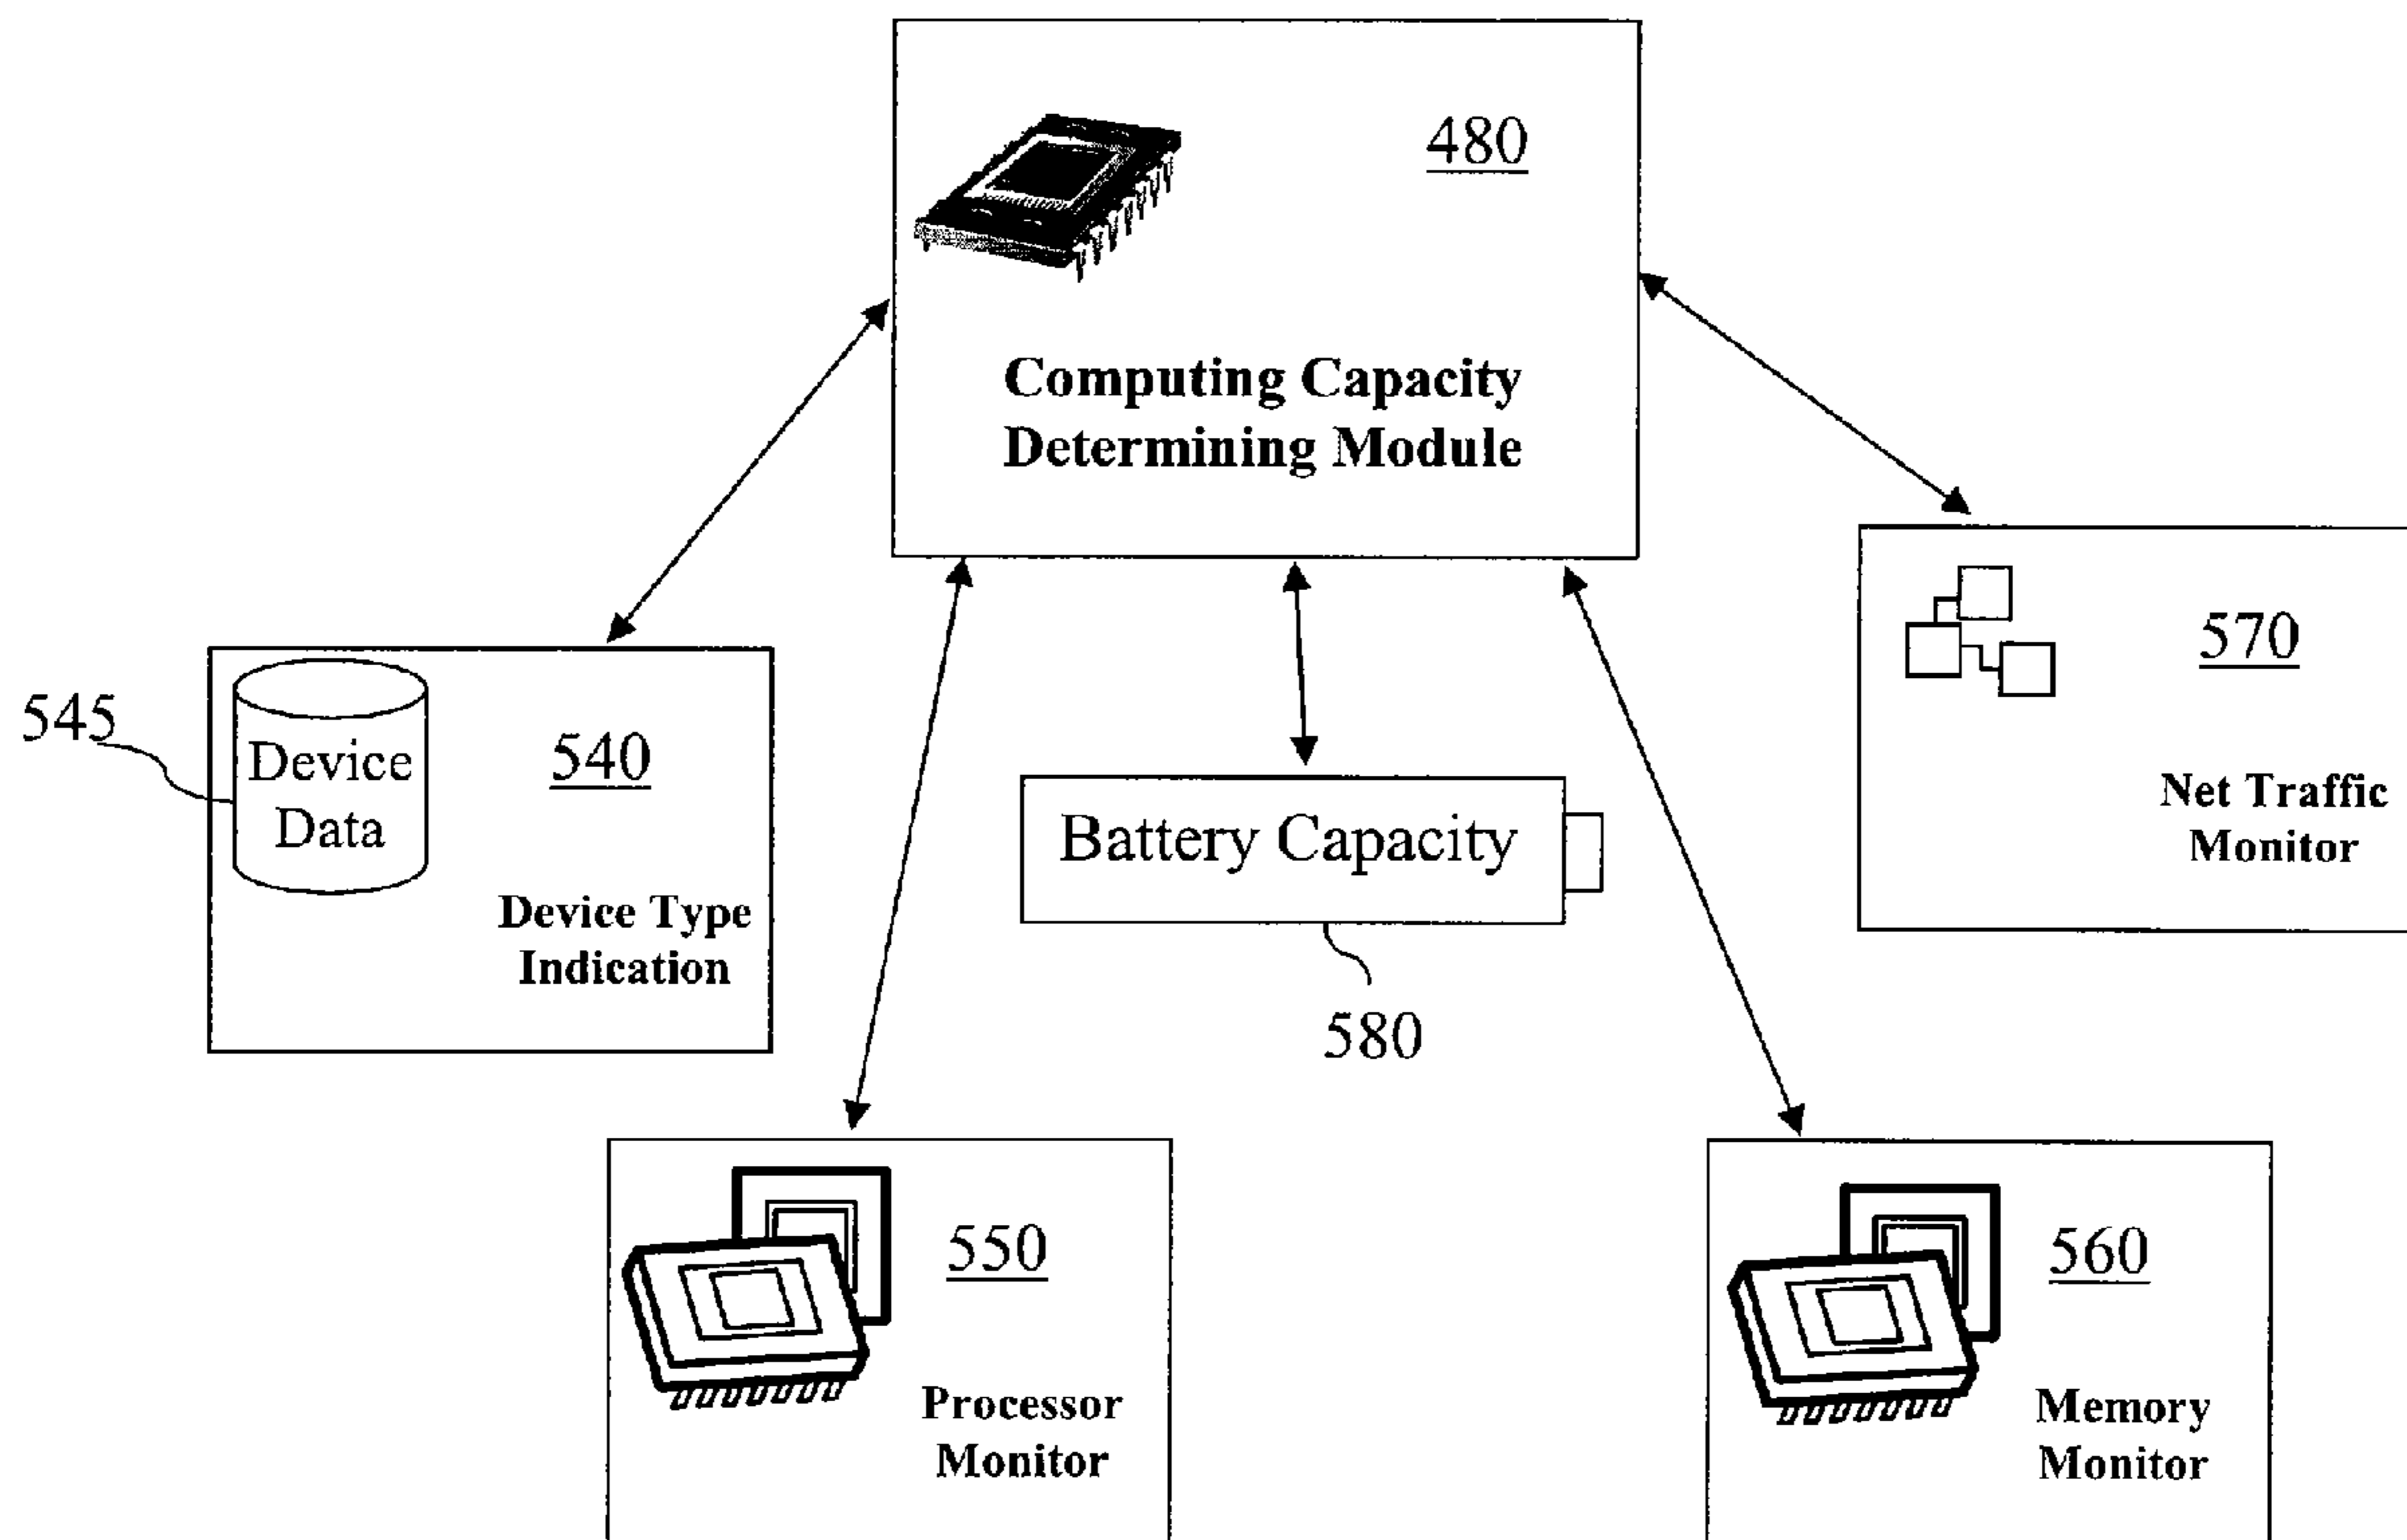 480
Computing Capacity
Determining Module
545
Device
Data
540
Device Type
Indication
Battery Capacity
580
570
Net Traffic
Monitor
550
Processor
Monitor
560
Memory
Monitor